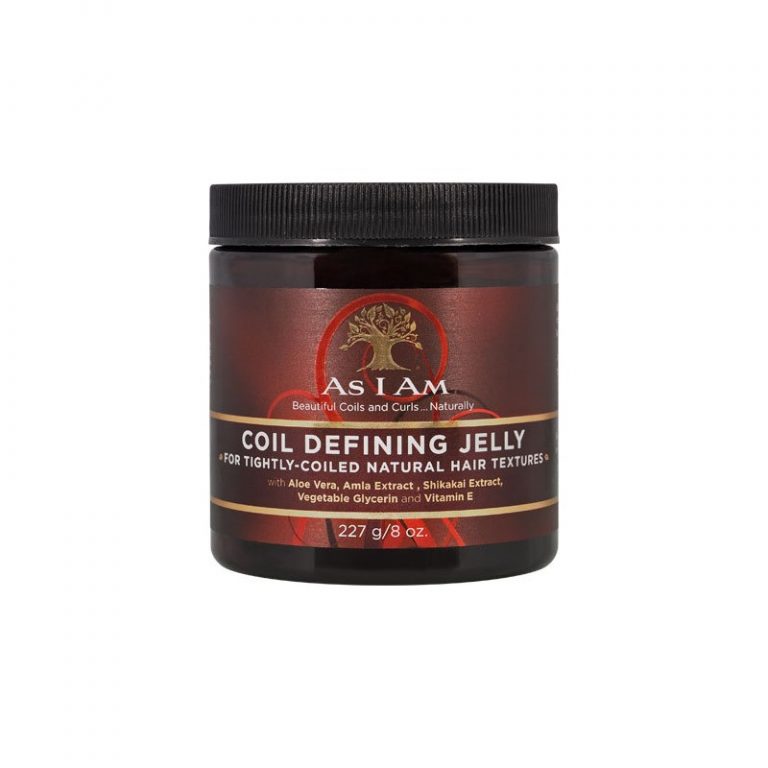 As I Am
Beautiful Coils and Curls...Naturally
COIL DEFINING JELLY
FOR TIGHTLY-COILED NATURAL HAIR TEXTURES
with Aloe Vera, Amla Extract , Shikakai Extract,
Vegetable Glycerin and Vitamin E
227 g/8 oz.